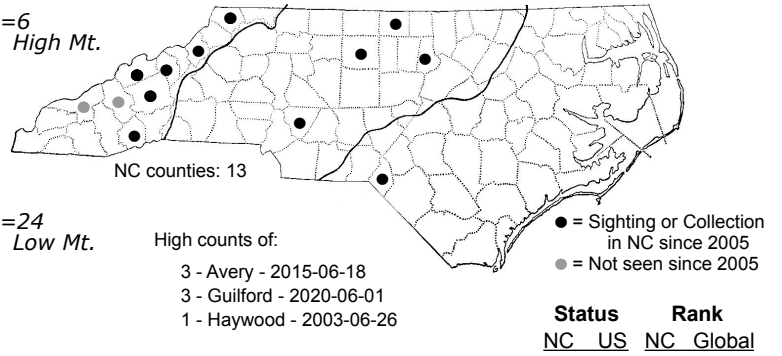 =6
High Mt.
NC counties: 13
=24
Low Mt.
High counts of:
3 - Avery - 2015-06-18
3 - Guilford - 2020-06-01
1 - Haywood - 2003-06-26
= Sighting or Collection
in NC since 2005
= Not seen since 2005
Status Rank
NC US NC Global